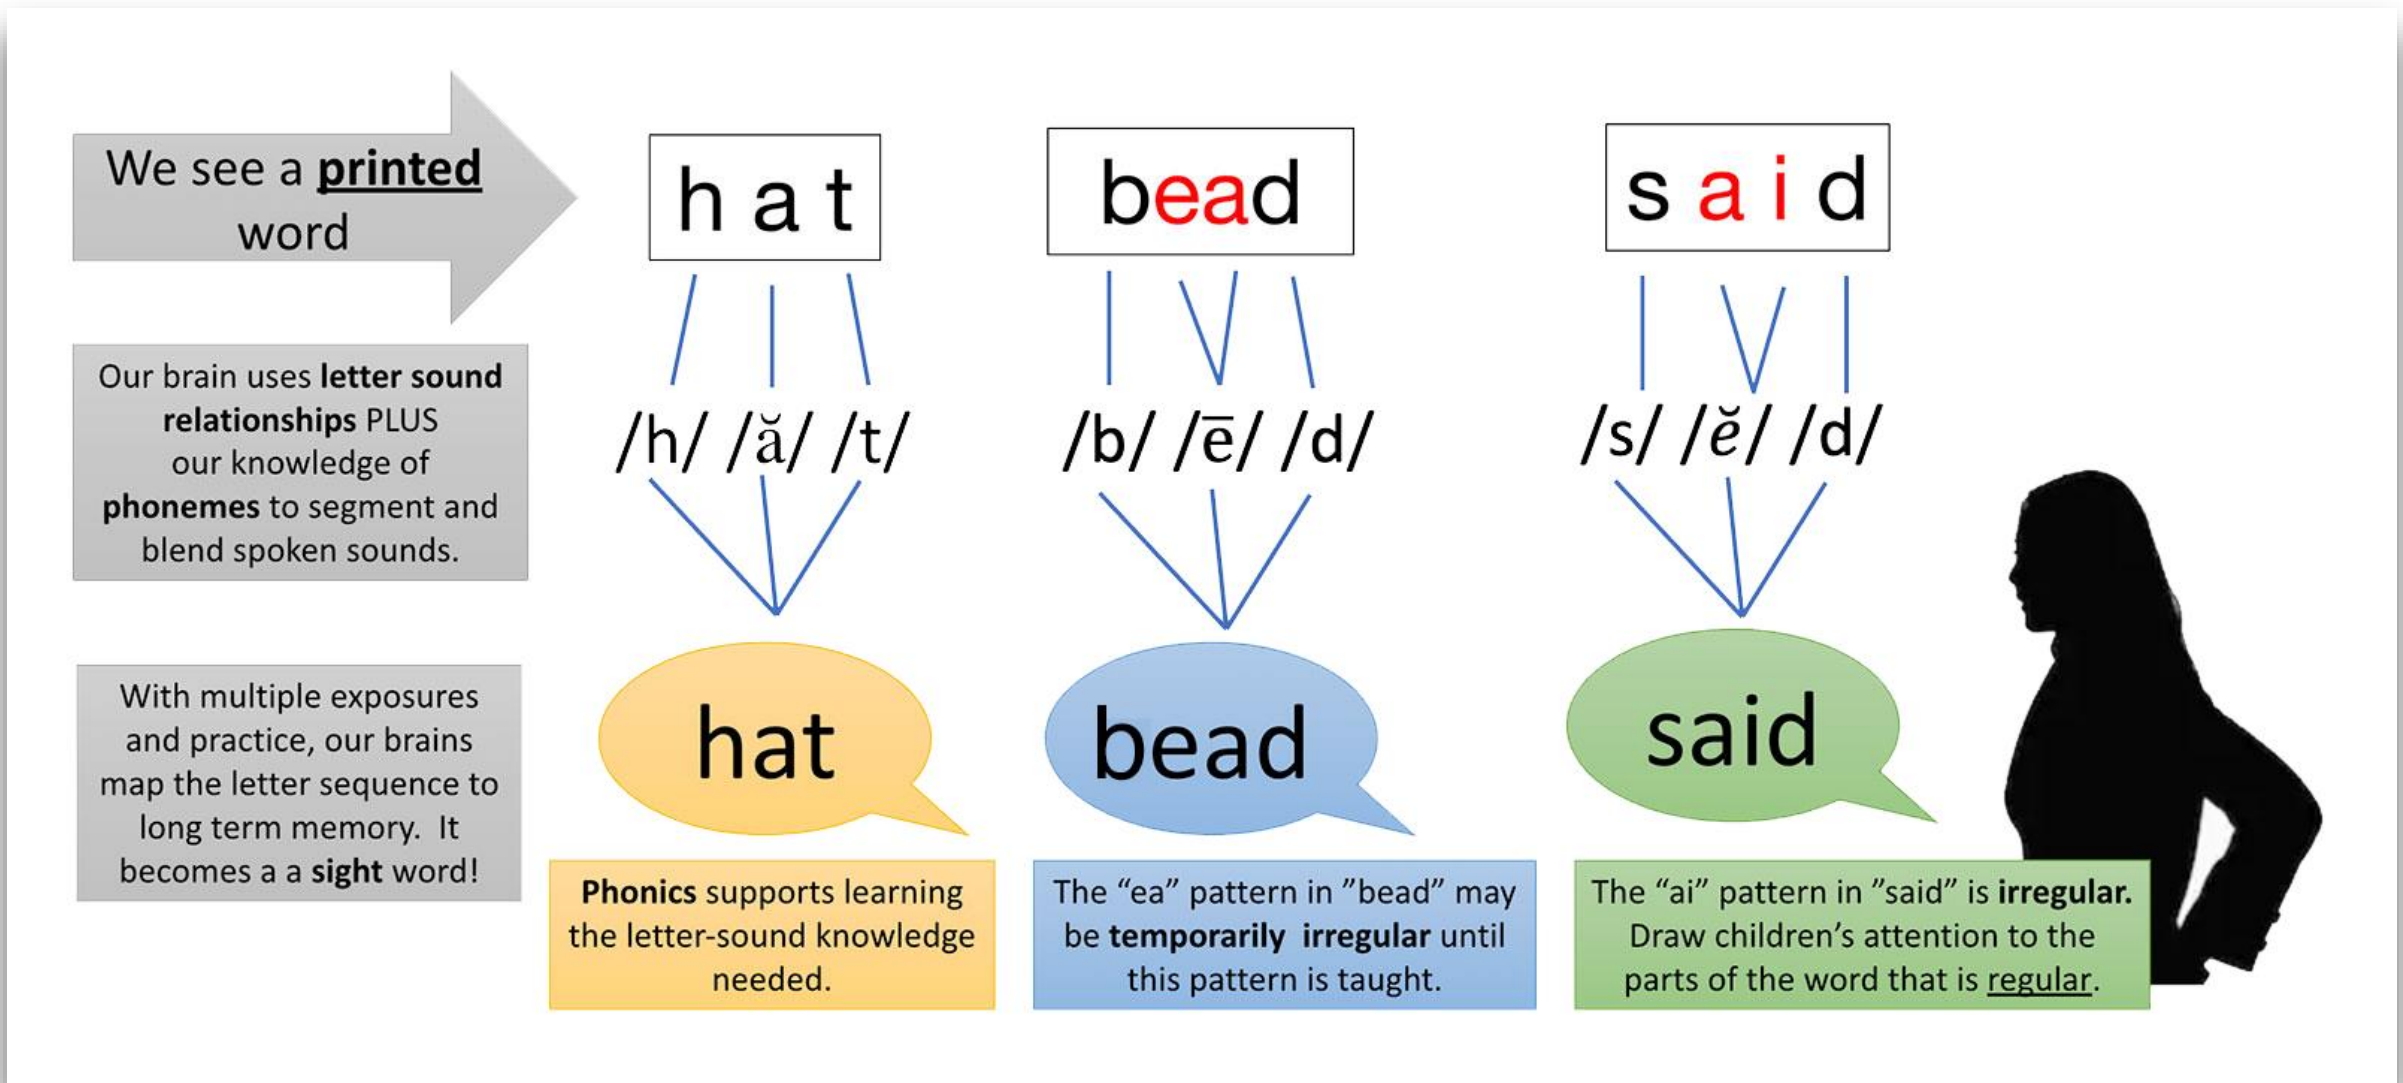 We see a printed
word
h a t
bead
s a i d
Our brain uses letter sound
relationships PLUS
our knowledge of
phonemes to segment and
blend spoken sounds.
/h/ /ă/ /t/
/b/ /ē/ /d/
/s/ /ĕ/ /d/
With multiple exposures
and practice, our brains
map the letter sequence to
long term memory. It
becomes a a sight word!
hat
bead
said
Phonics supports learning
the letter-sound knowledge
needed.
The “ea” pattern in ”bead” may
be temporarily irregular until
this pattern is taught.
The “ai” pattern in ”said” is irregular.
Draw children’s attention to the
parts of the word that is regular.